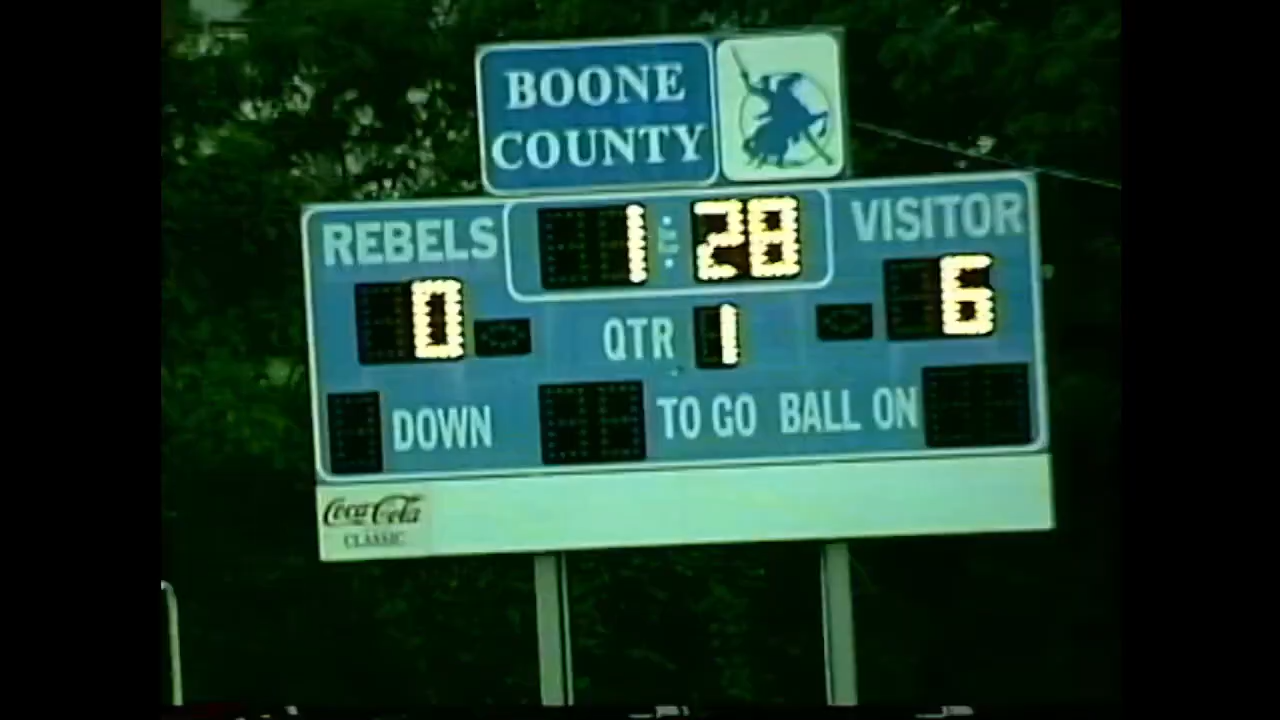 BOONE
COUNTY
REBELS 1:28 VISITOR
0 QTR 1 6
DOWN TO GO BALL ON
Coca-Cola
CLASSIC